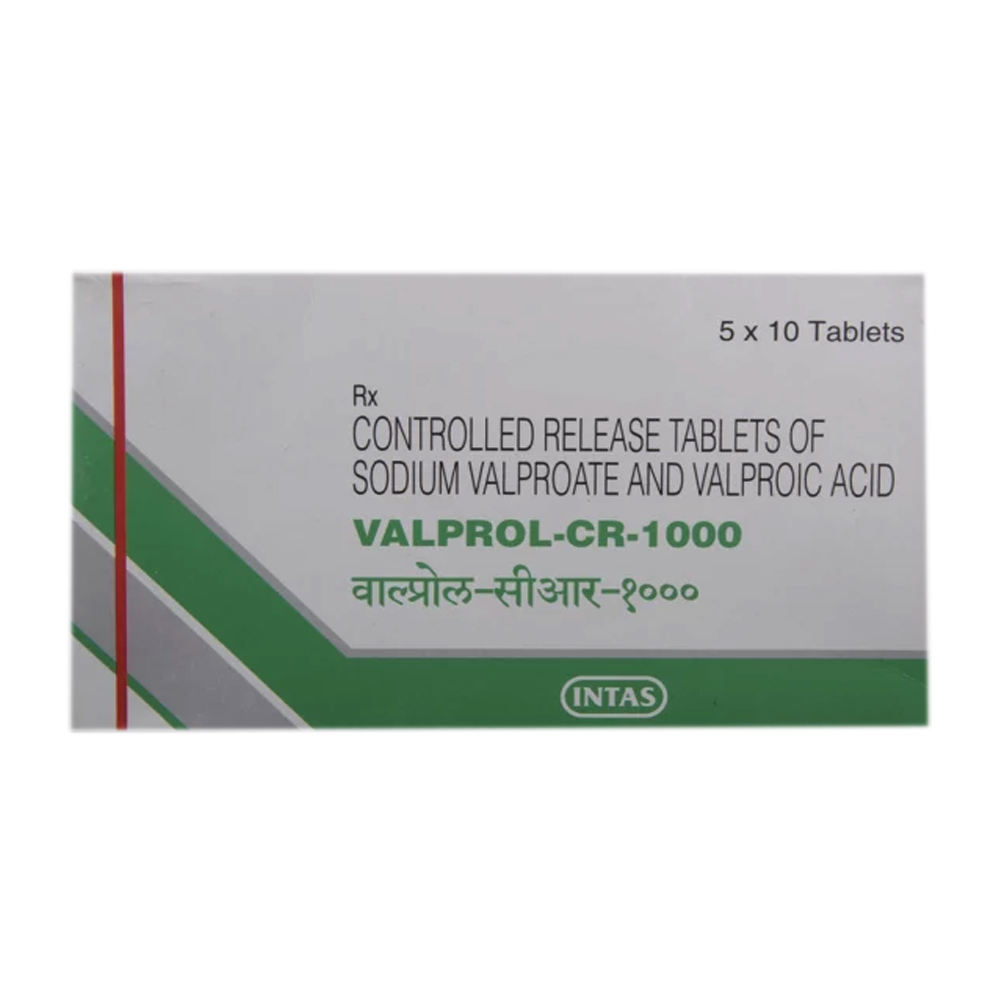 5 x 10 Tablets
Rx
CONTROLLED RELEASE TABLETS OF
SODIUM VALPROATE AND VALPROIC ACID
VALPROL-CR-1000
वाल्प्रोल-सीआर-१०००
INTAS